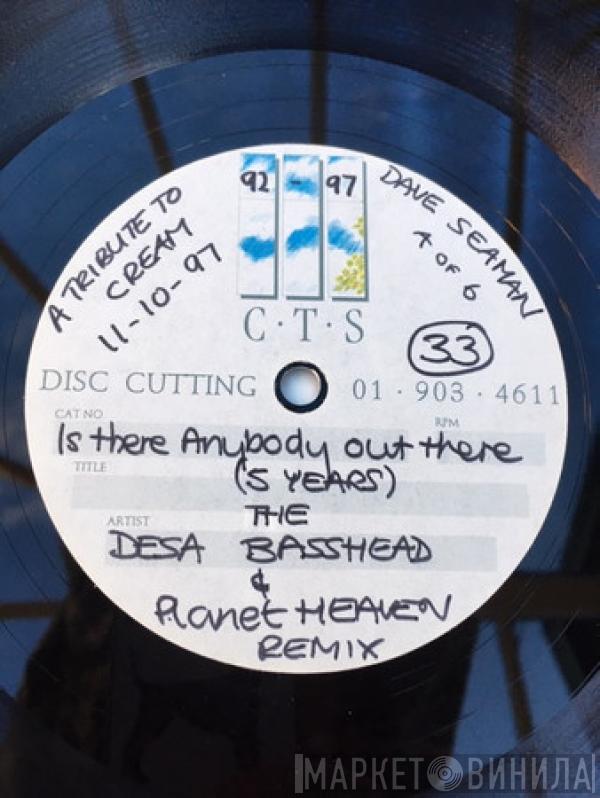 A TRIBUTE TO
CREAM
11-10-97
92 - 97
DAVE SEAMAN
1 OF 6
C·T·S
33
DISC CUTTING 01·903·4611
CAT NO
RPM
Is there Anybody out there
TITLE
(5 YEARS)
THE
ARTIST
DESA BASSHEAD
&
Planet HEAVEN
REMIX
МАРКЕТ ВИНИЛА